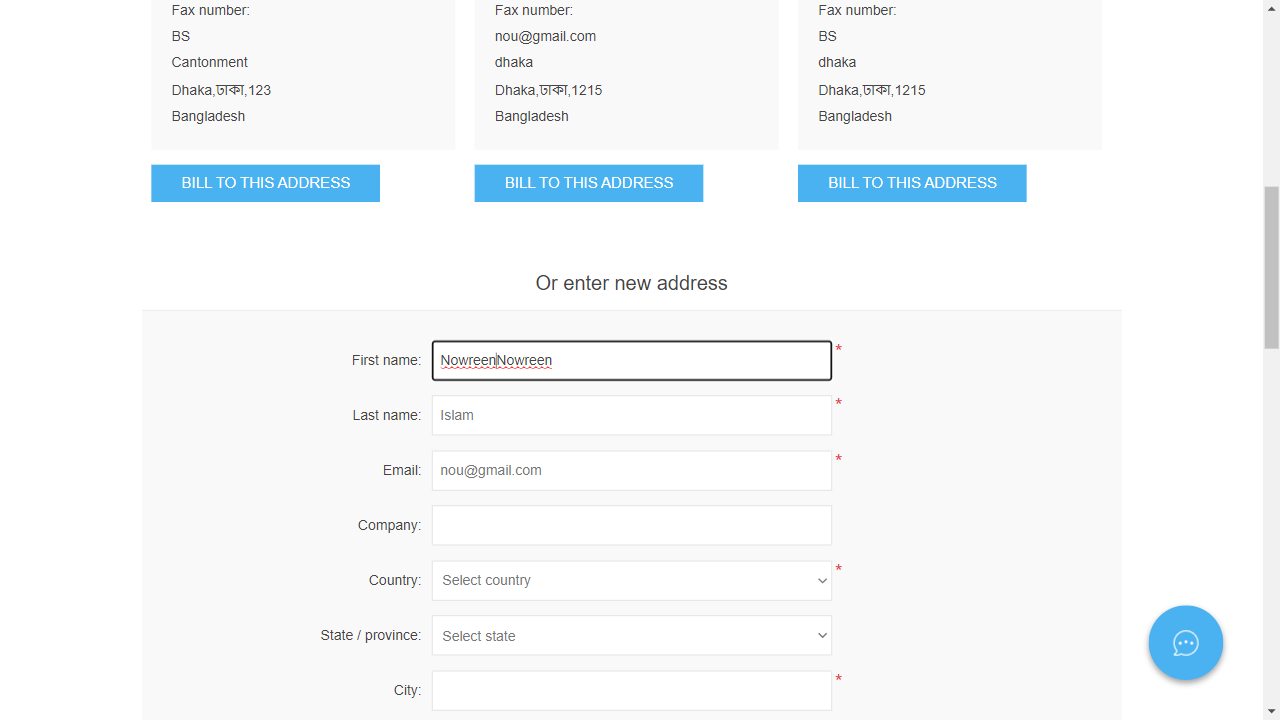 Fax number:
BS
Cantonment
Dhaka,ঢাকা,123
Bangladesh
BILL TO THIS ADDRESS
Fax number:
nou@gmail.com
dhaka
Dhaka,ঢাকা,1215
Bangladesh
BILL TO THIS ADDRESS
Fax number:
BS
dhaka
Dhaka,ঢাকা,1215
Bangladesh
BILL TO THIS ADDRESS
Or enter new address
First name: NowreenNowreen *
Last name: Islam *
Email: nou@gmail.com *
Company:
Country: Select country *
State / province: Select state
City: *